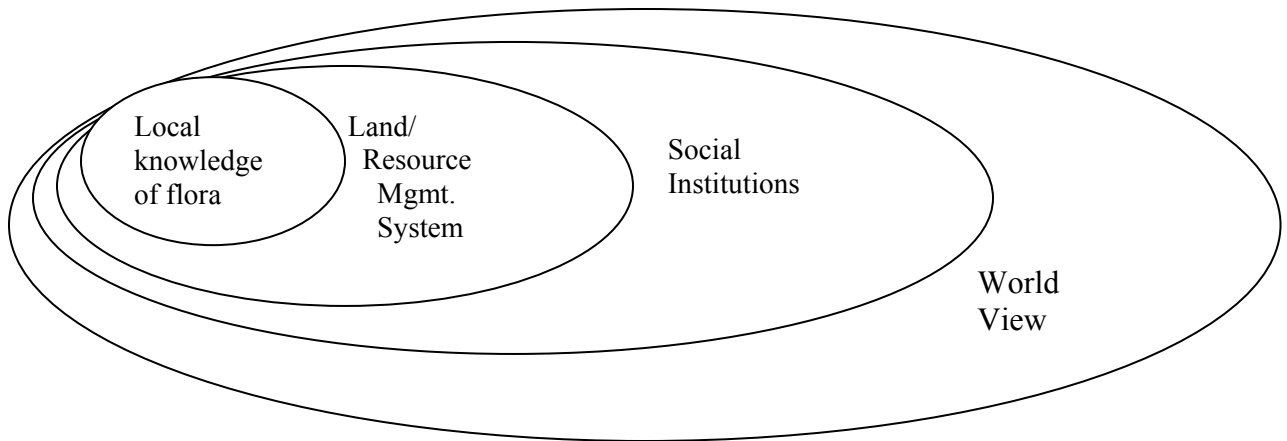 Local
knowledge
of flora
Land/
Resource
Mgmt.
System
Social
Institutions
World
View